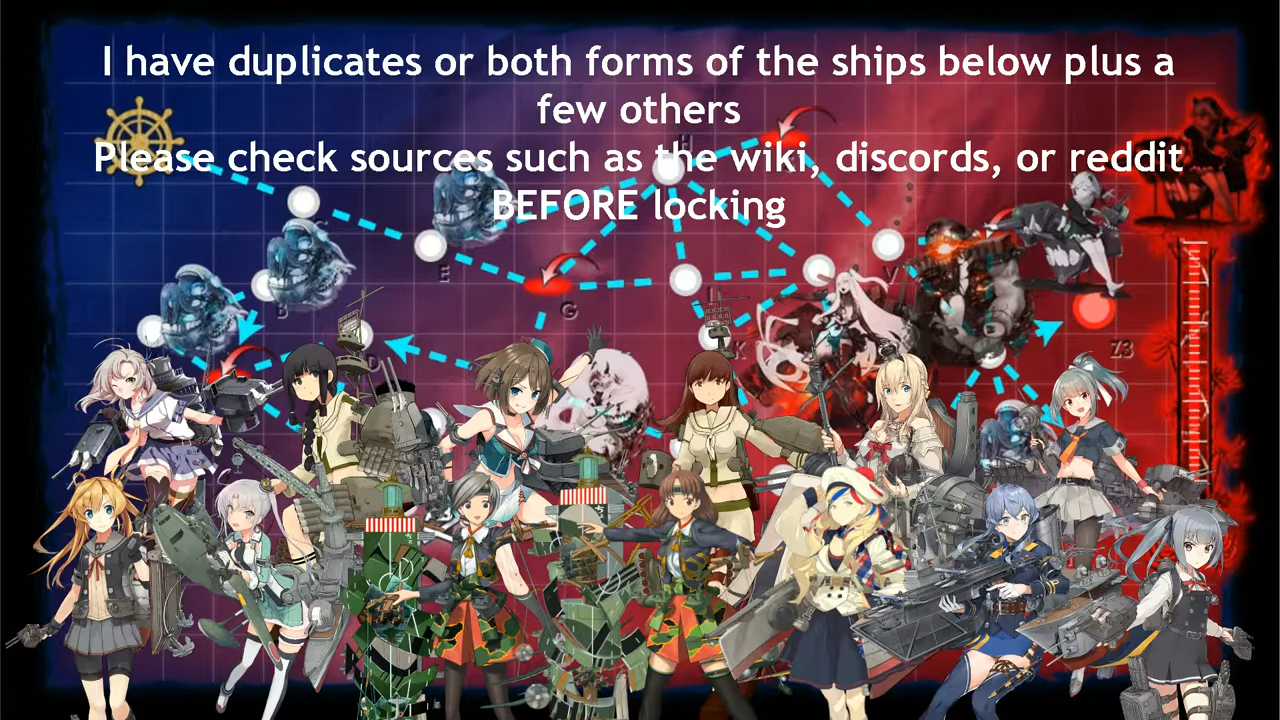 I have duplicates or both forms of the ships below plus a
few others
Please check sources such as the wiki, discords, or reddit
BEFORE locking
H
E
V
I
B
G
K
D
Z3